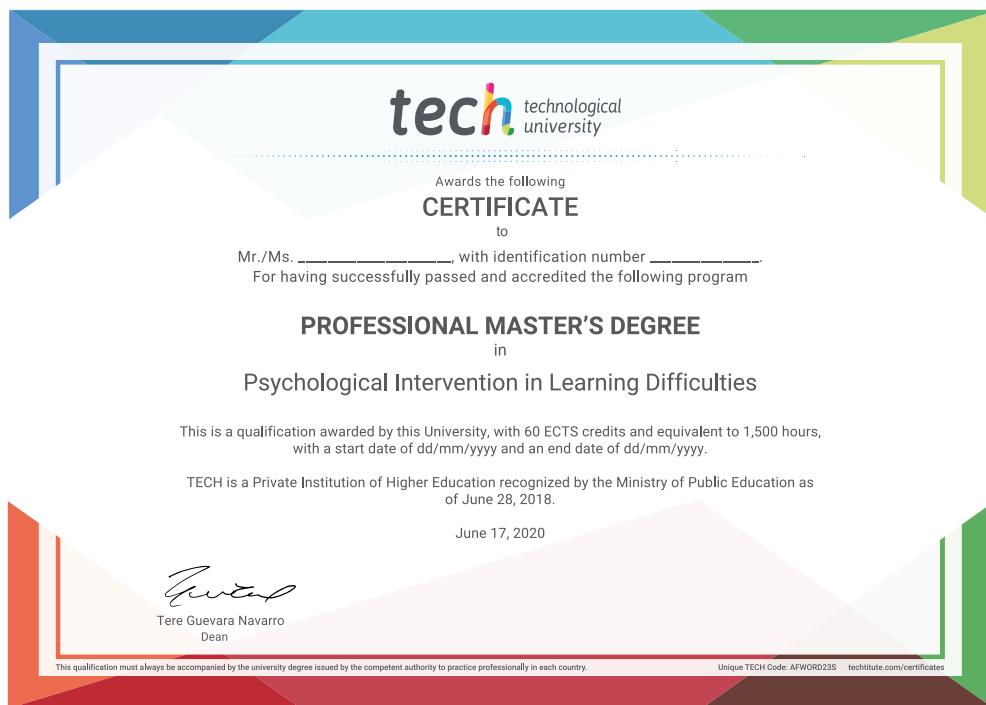 tech technological
university
Awards the following
CERTIFICATE
to
Mr./Ms. ____________________, with identification number ______________.
For having successfully passed and accredited the following program
PROFESSIONAL MASTER’S DEGREE
in
Psychological Intervention in Learning Difficulties
This is a qualification awarded by this University, with 60 ECTS credits and equivalent to 1,500 hours,
with a start date of dd/mm/yyyy and an end date of dd/mm/yyyy.
TECH is a Private Institution of Higher Education recognized by the Ministry of Public Education as
of June 28, 2018.
June 17, 2020
Tere Guevara Navarro
Dean
This qualification must always be accompanied by the university degree issued by the competent authority to practice professionally in each country.
Unique TECH Code: AFWORD23S techtitute.com/certificates